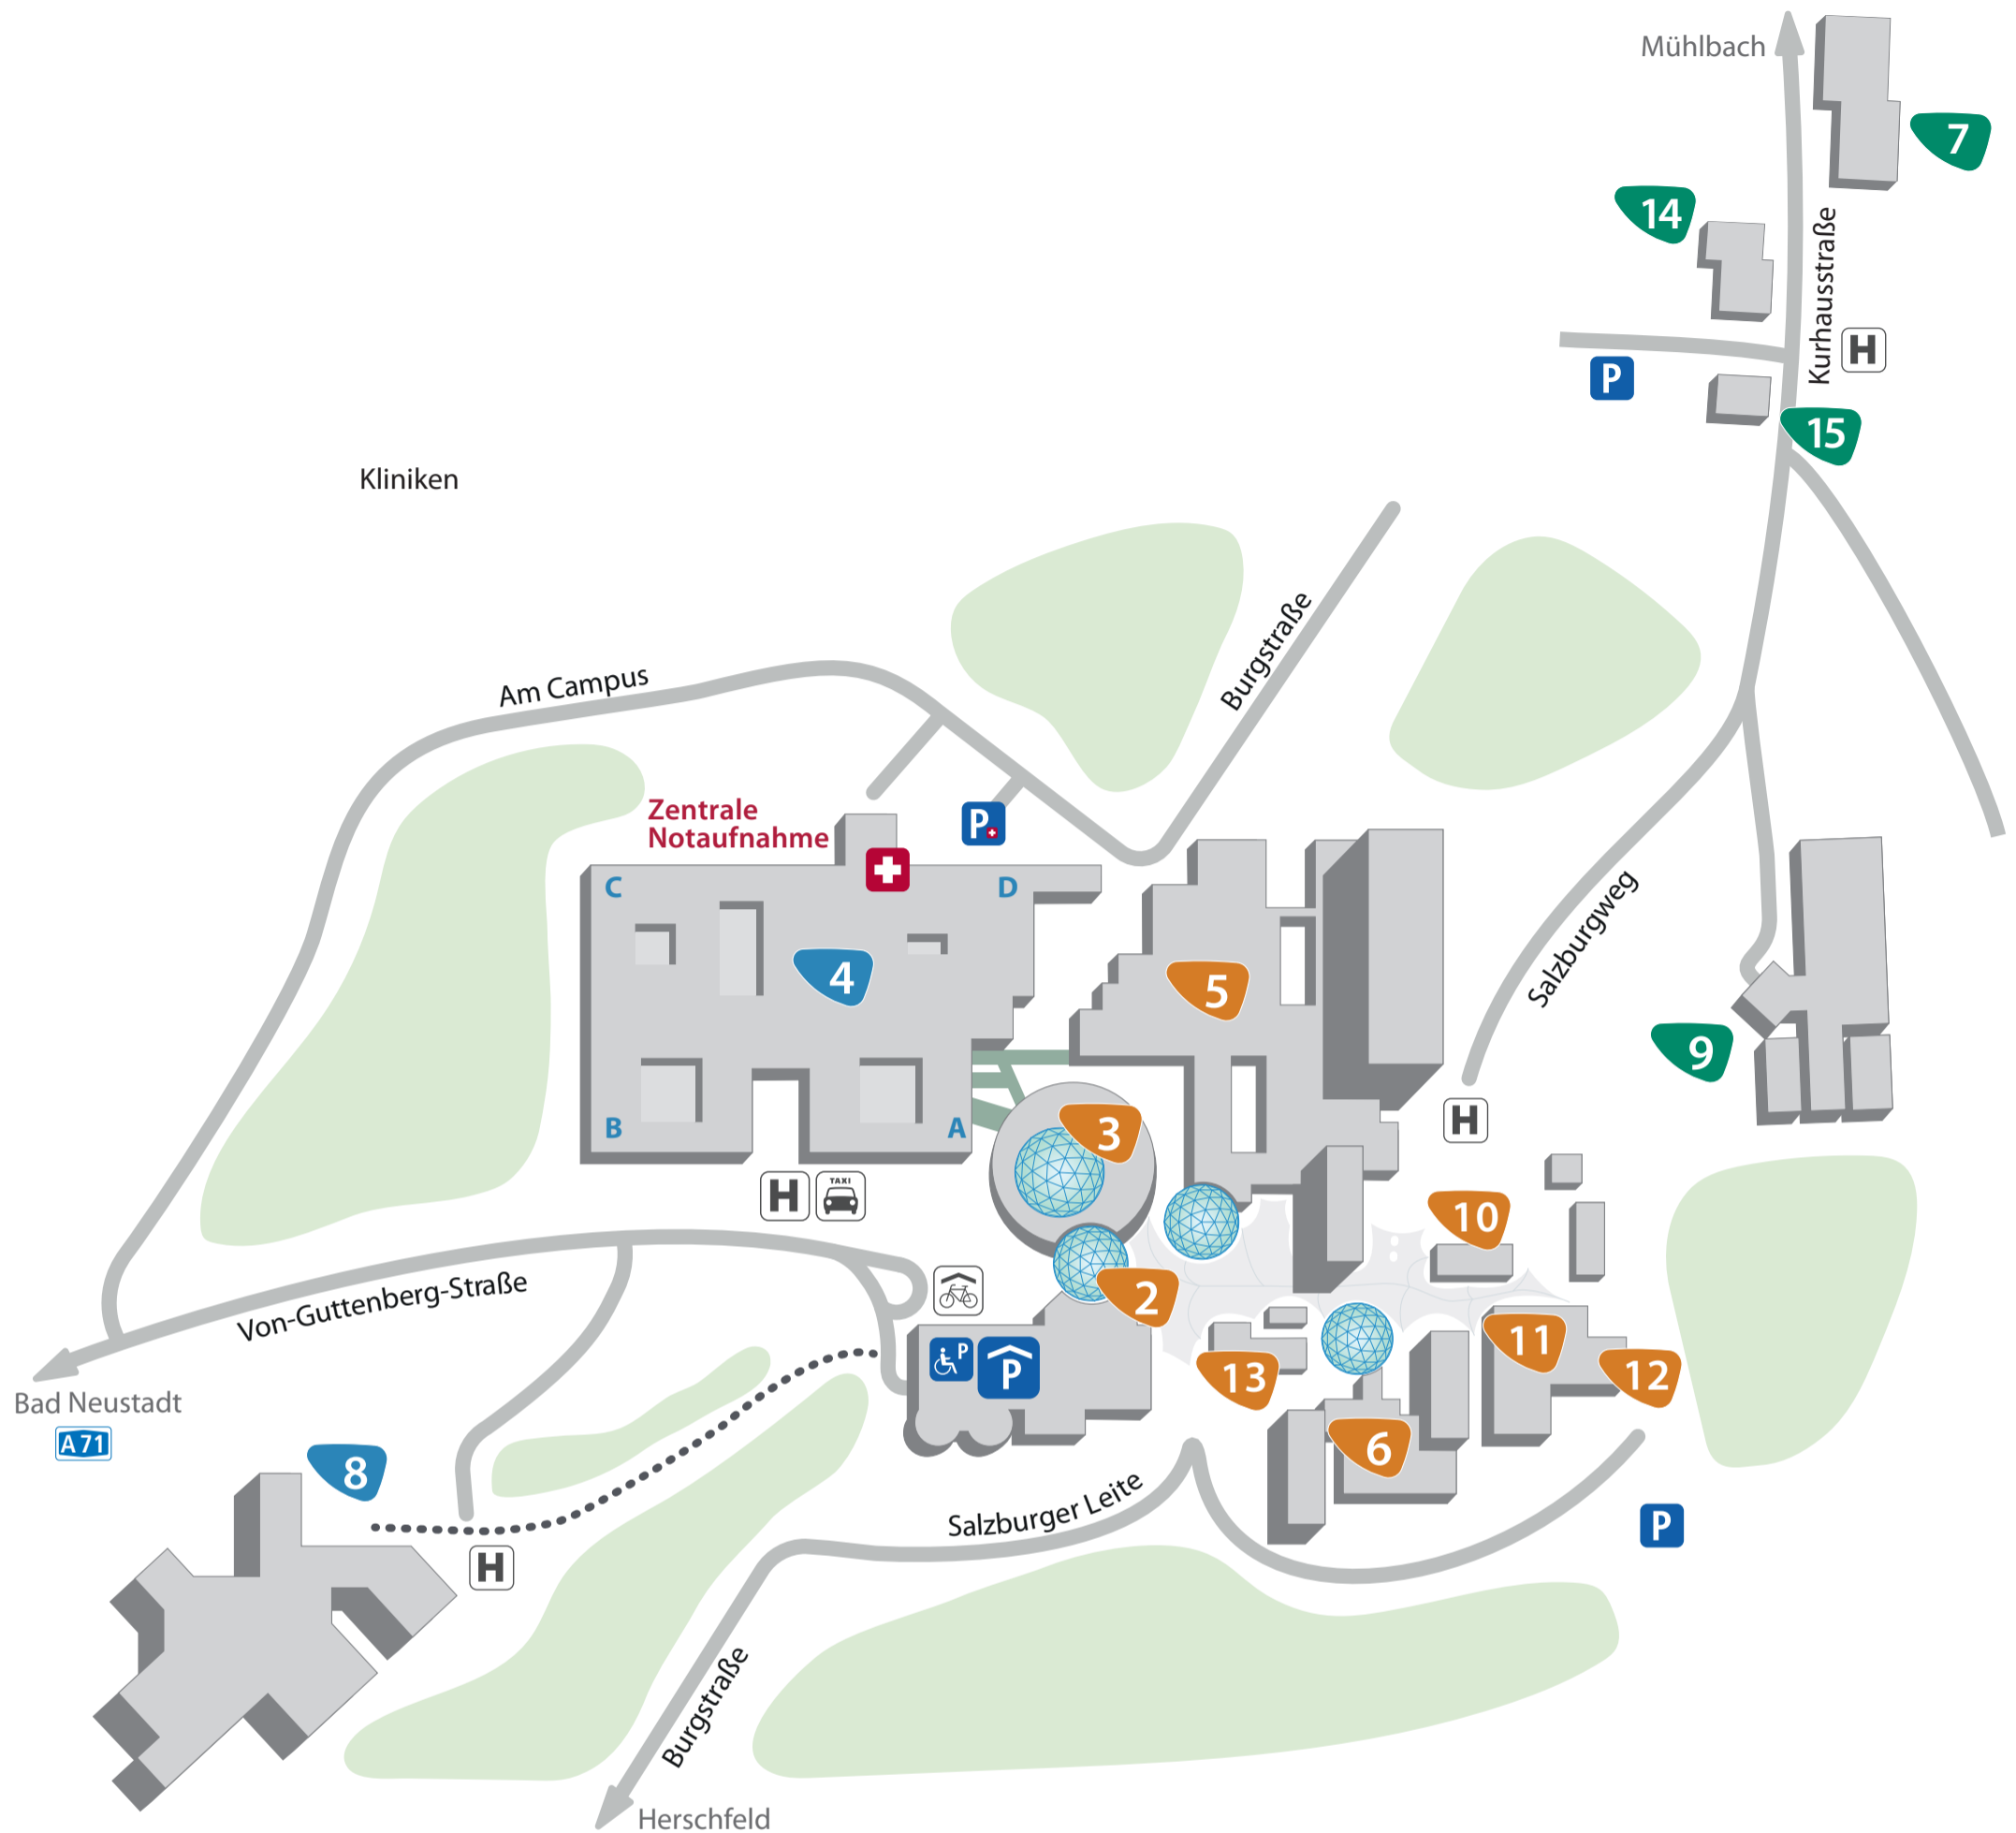 Mühlbach
7
14
Kurhausstraße
H
P
15
Kliniken
Burgstraße
Am Campus
Zentrale
Notaufnahme
P
C
D
4
5
Salzburgweg
9
H
B
A
3
H
TAXI
10
2
Von-Guttenberg-Straße
P
P
11
12
13
Bad Neustadt
A 71
8
6
Salzburger Leite
P
H
Burgstraße
Herschfeld